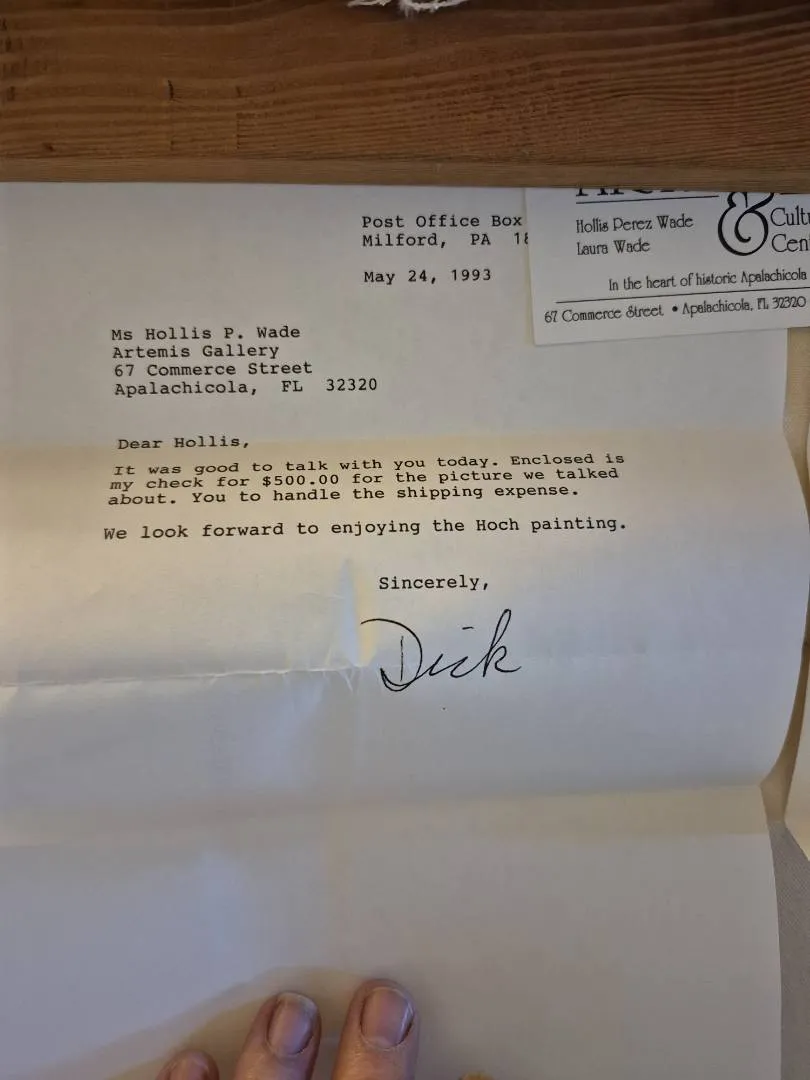 Post Office Box
Milford, PA
May 24, 1993
Hollis Perez Wade
Laura Wade
&
In the heart of historic Apalachicola
67 Commerce Street • Apalachicola, FL 32320
Ms Hollis P. Wade
Artemis Gallery
67 Commerce Street
Apalachicola, FL 32320
Dear Hollis,
It was good to talk with you today. Enclosed is
my check for $500.00 for the picture we talked
about. You to handle the shipping expense.
We look forward to enjoying the Hoch painting.
Sincerely,
Dick